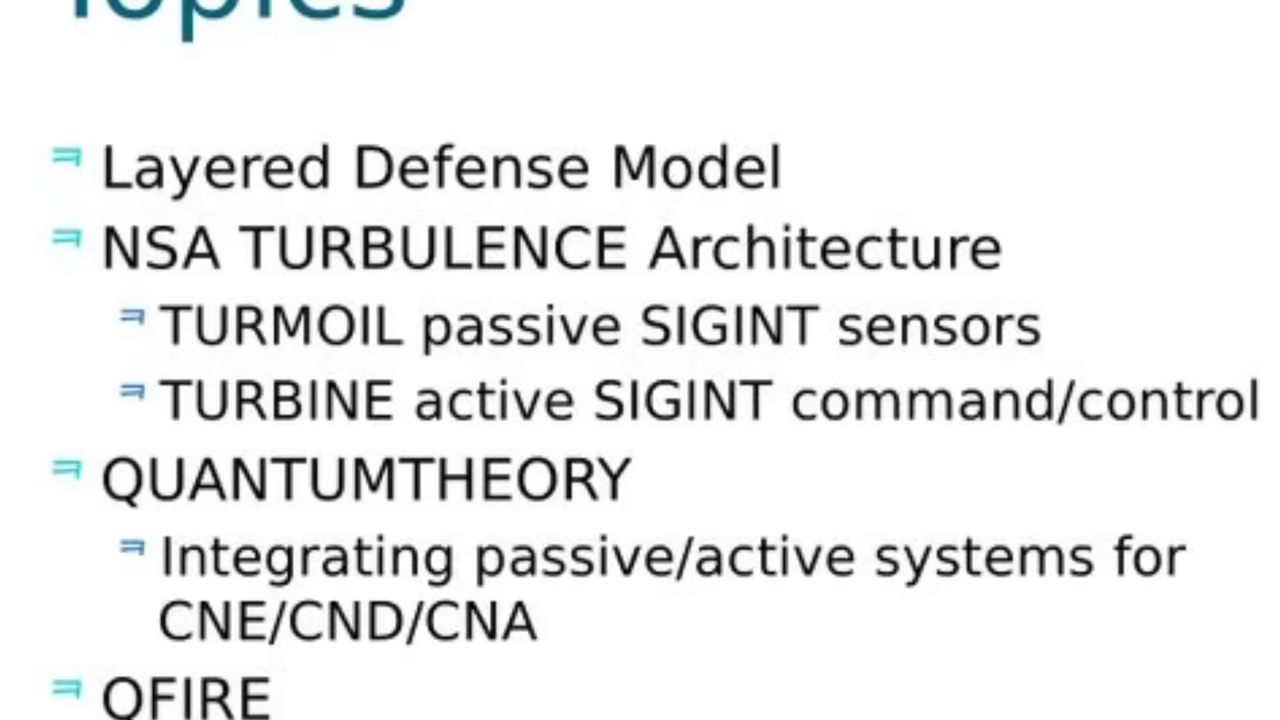 Topics
Layered Defense Model
NSA TURBULENCE Architecture
TURMOIL passive SIGINT sensors
TURBINE active SIGINT command/control
QUANTUMTHEORY
Integrating passive/active systems for
CNE/CND/CNA
QFIRE